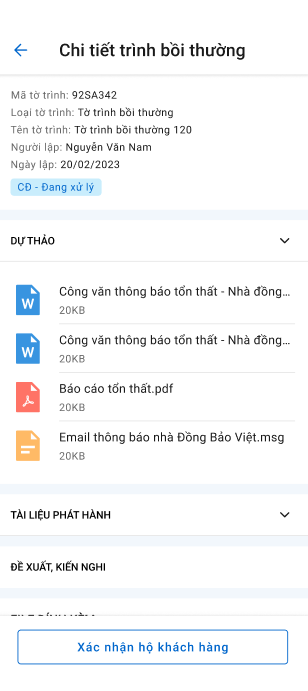 Chi tiết trình bồi thường
Mã tờ trình: 92SA342
Loại tờ trình: Tờ trình bồi thường
Tên tờ trình: Tờ trình bồi thường 120
Người lập: Nguyễn Văn Nam
Ngày lập: 20/02/2023
CĐ - Đang xử lý
DỰ THẢO
W
Công văn thông báo tổn thất - Nhà đồng...
20KB
W
Công văn thông báo tổn thất - Nhà đồng...
20KB
Báo cáo tổn thất.pdf
20KB
Email thông báo nhà Đồng Bảo Việt.msg
20KB
TÀI LIỆU PHÁT HÀNH
ĐỀ XUẤT, KIẾN NGHỊ
Xác nhận hộ khách hàng